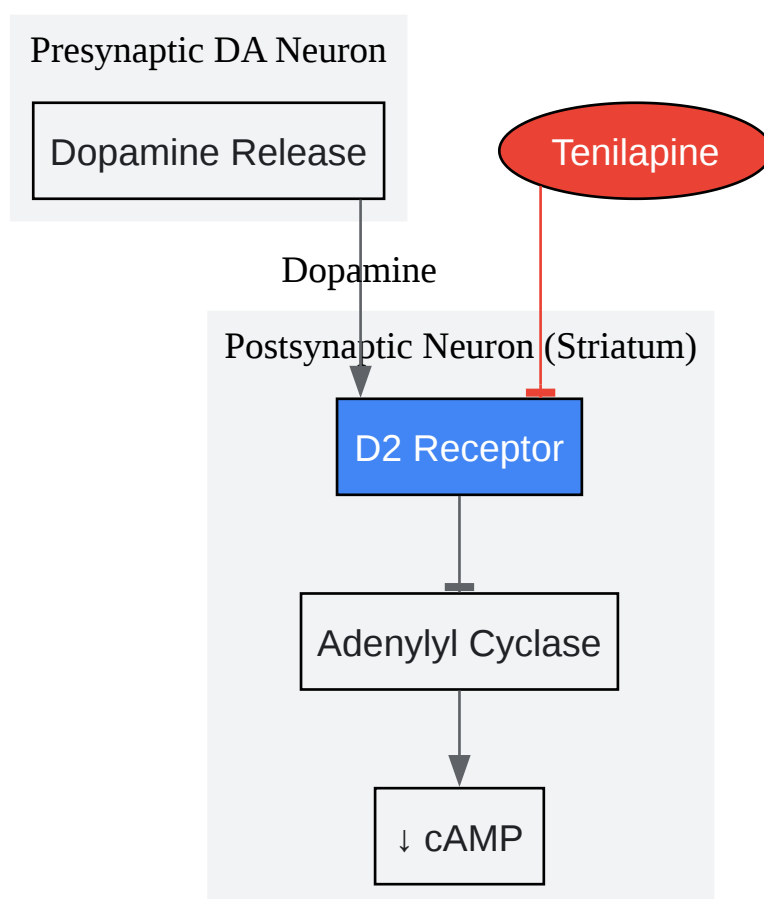 Presynaptic DA Neuron
Dopamine Release
Tenilapine
Dopamine
Postsynaptic Neuron (Striatum)
D2 Receptor
Adenylyl Cyclase
↓ cAMP